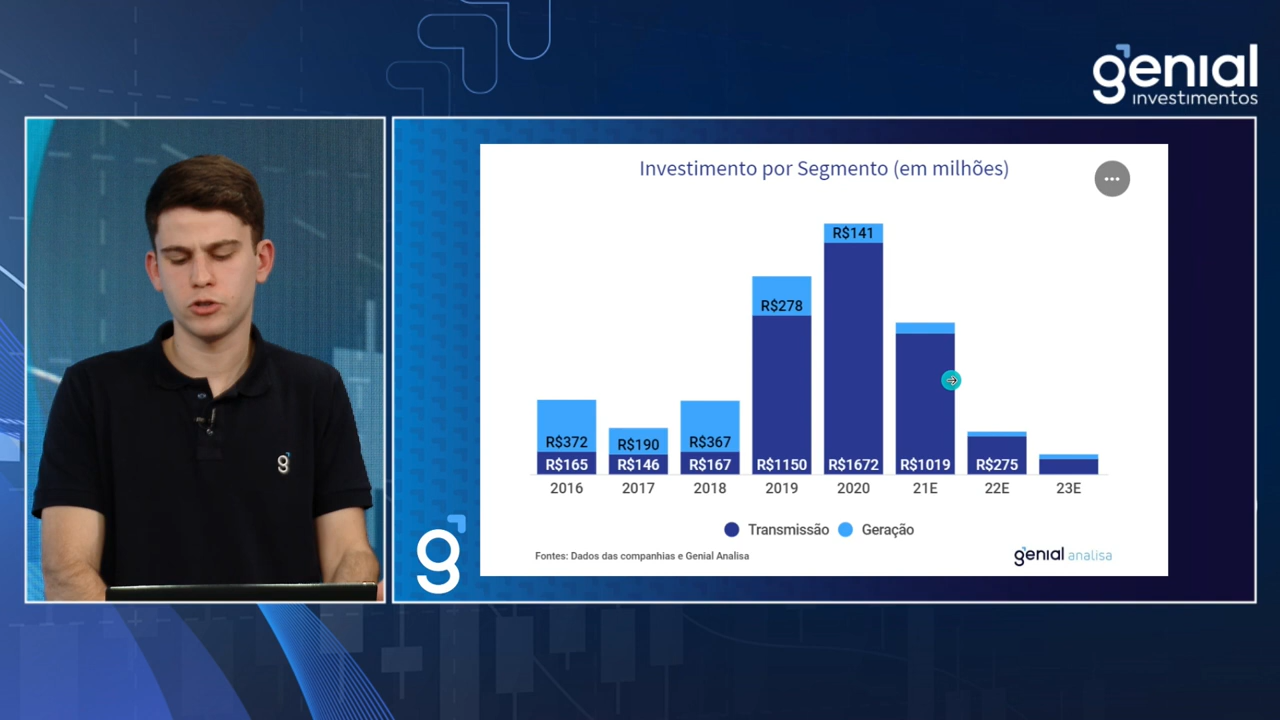 genial
investimentos
Investimento por Segmento (em milhões)
R$141
R$278
R$372
R$190
R$367
R$165
R$146
R$167
R$1150
R$1672
R$1019
R$275
2016
2017
2018
2019
2020
21E
22E
23E
Transmissão
Geração
Fontes: Dados das companhias e Genial Analisa
genial analisa
g
g